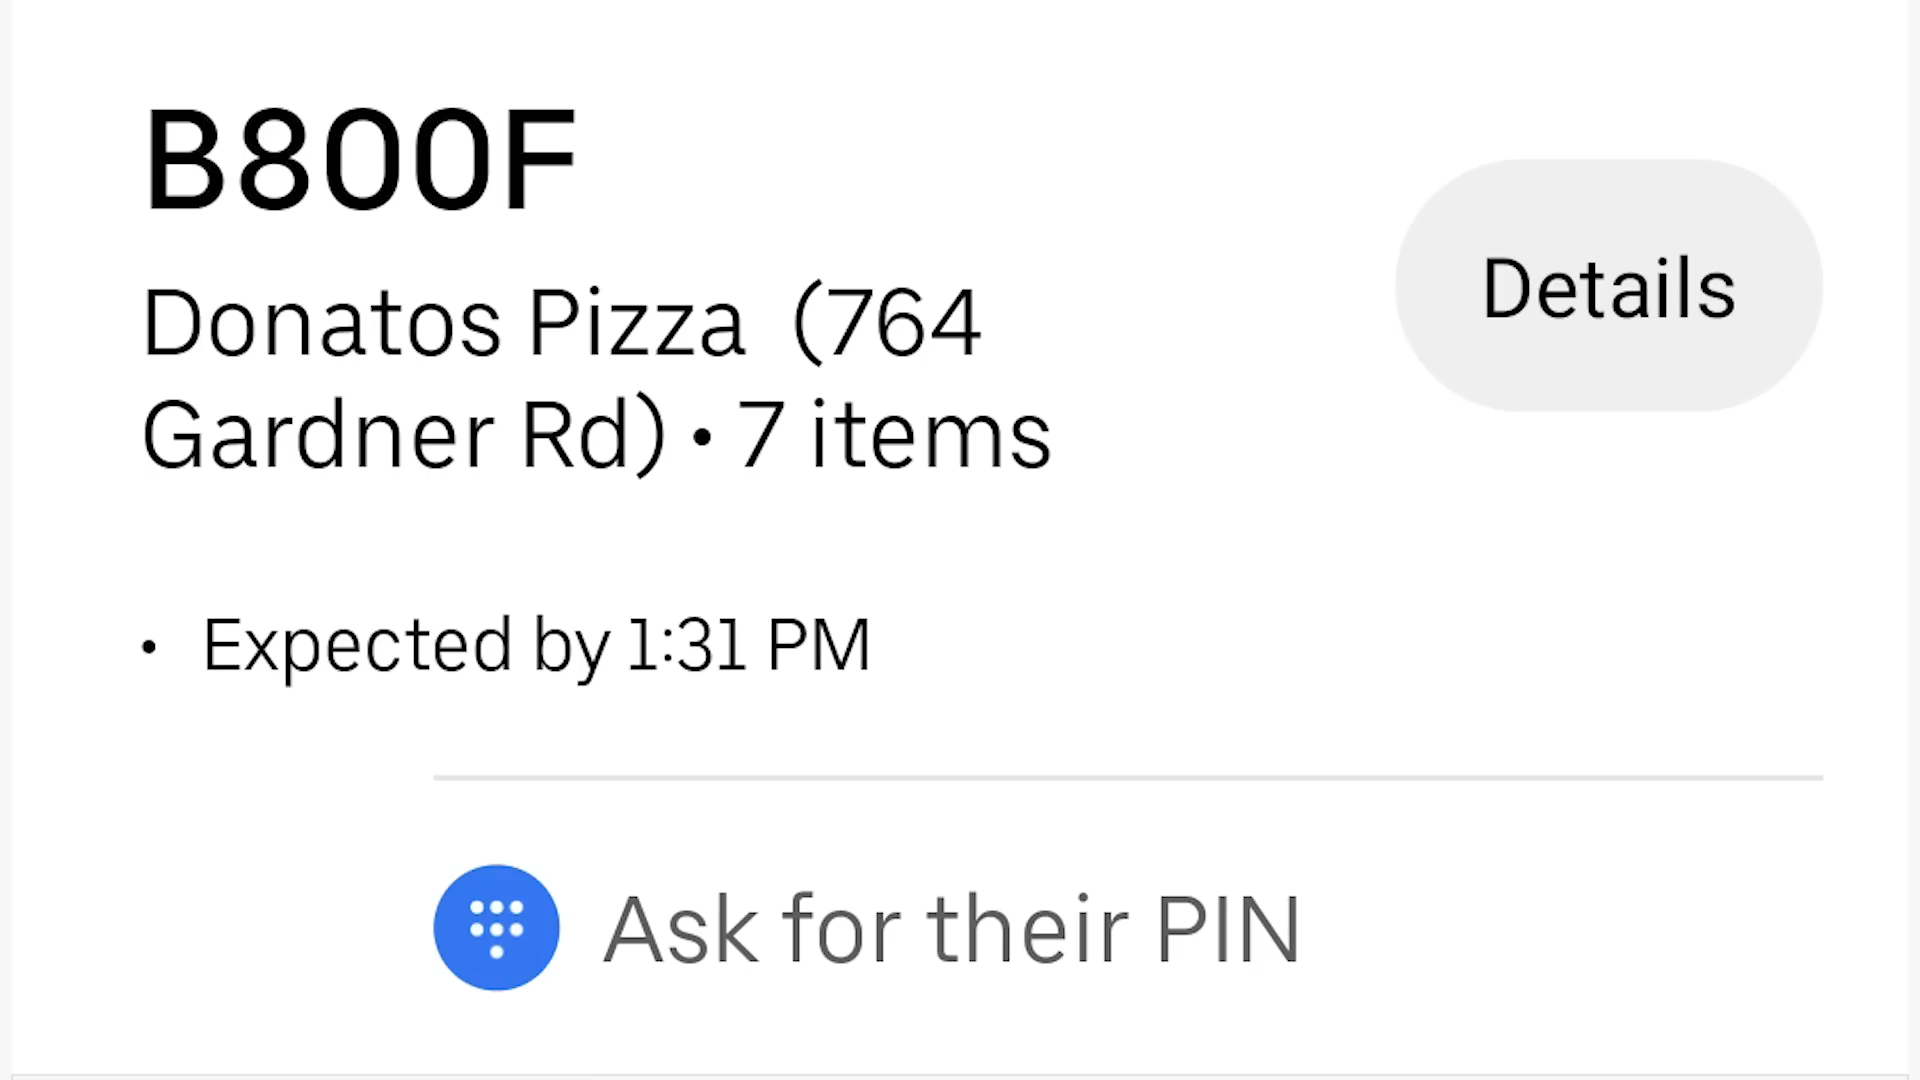 B800F
Donatos Pizza (764
Gardner Rd) • 7 items
Details
• Expected by 1:31 PM
Ask for their PIN